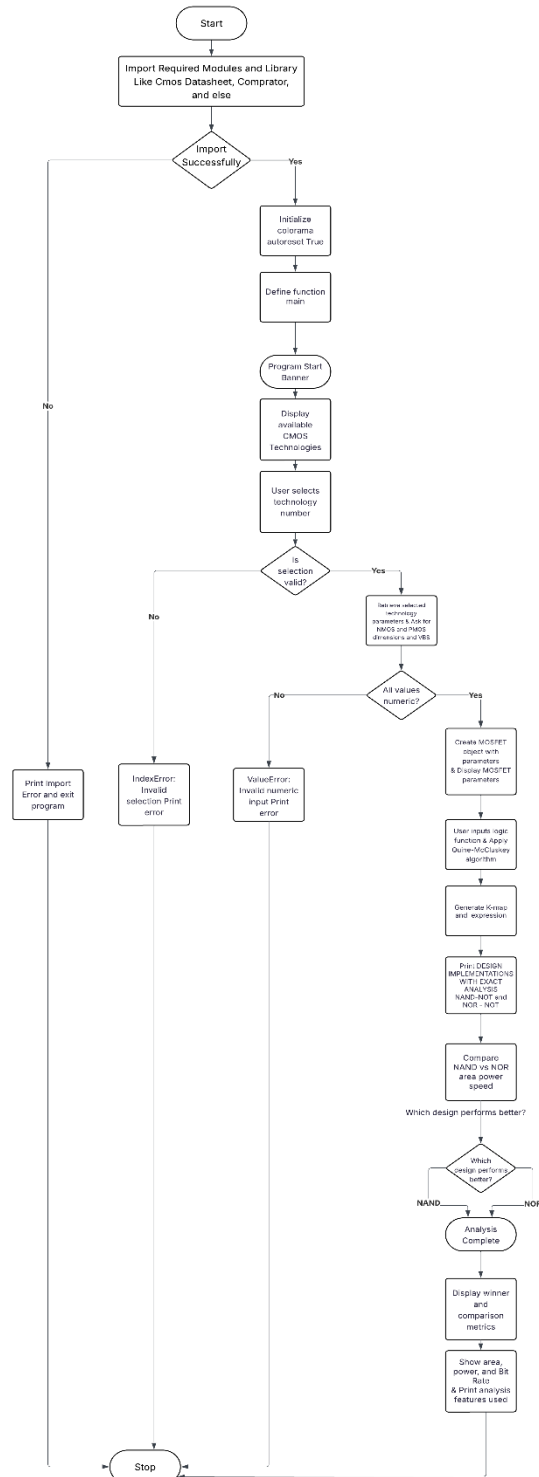 Start
Import Required Modules and Library
Like Cmos Datasheet, Comprator,
and else
Import
Successfully
Yes
Initialize
colorama
autoreset True
Define function
main
Program Start
Banner
No
Display
available
CMOS
Technologies
User selects
technology
number
Is
selection
valid?
Yes
No
Retrieve selected
technology
parameters & Ask for
NMOS and PMOS
dimensions and VBS
All values
numeric?
No
Yes
Create MOSFET
object with
parameters
& Display MOSFET
parameters
Print Import
Error and exit
program
IndexError:
Invalid
selection Print
error
ValueError:
Invalid numeric
input Print
error
User inputs logic
function & Apply
Quine-McCluskey
algorithm
Generate K-map
and expression
Print DESIGN
IMPLEMENTATIONS
WITH EXACT
ANALYSIS
NAND-NOT and
NOR - NOT
Compare
NAND vs NOR
area power
speed
Which design performs better?
Which
design performs
better?
NAND
NOR
Analysis
Complete
Display winner
and
comparison
metrics
Show area,
power, and Bit
Rate
& Print analysis
features used
Stop